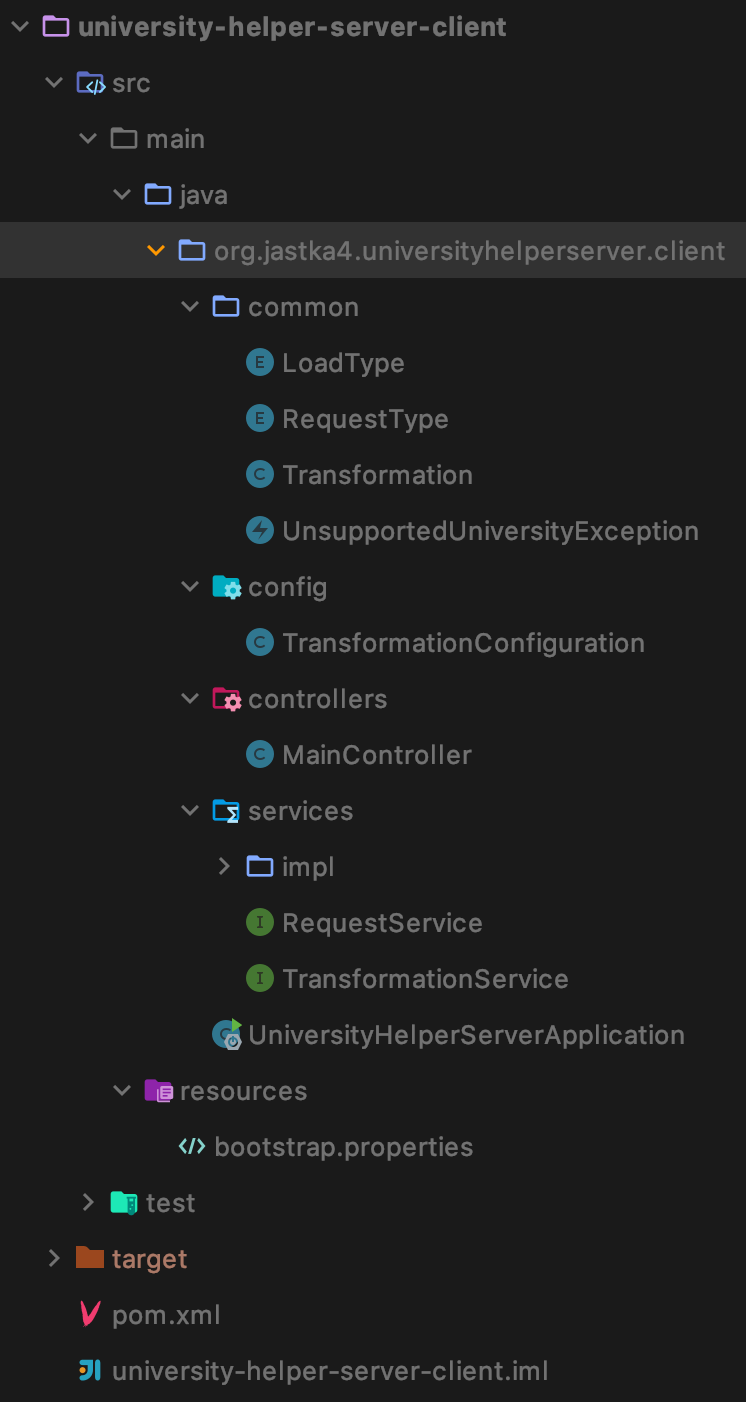 university-helper-server-client
src
main
java
org.jastka4.universityhelperserver.client
common
E LoadType
E RequestType
C Transformation
UnsupportedUniversityException
config
C TransformationConfiguration
controllers
C MainController
services
impl
I RequestService
I TransformationService
UniversityHelperServerApplication
resources
bootstrap.properties
test
target
pom.xml
university-helper-server-client.iml